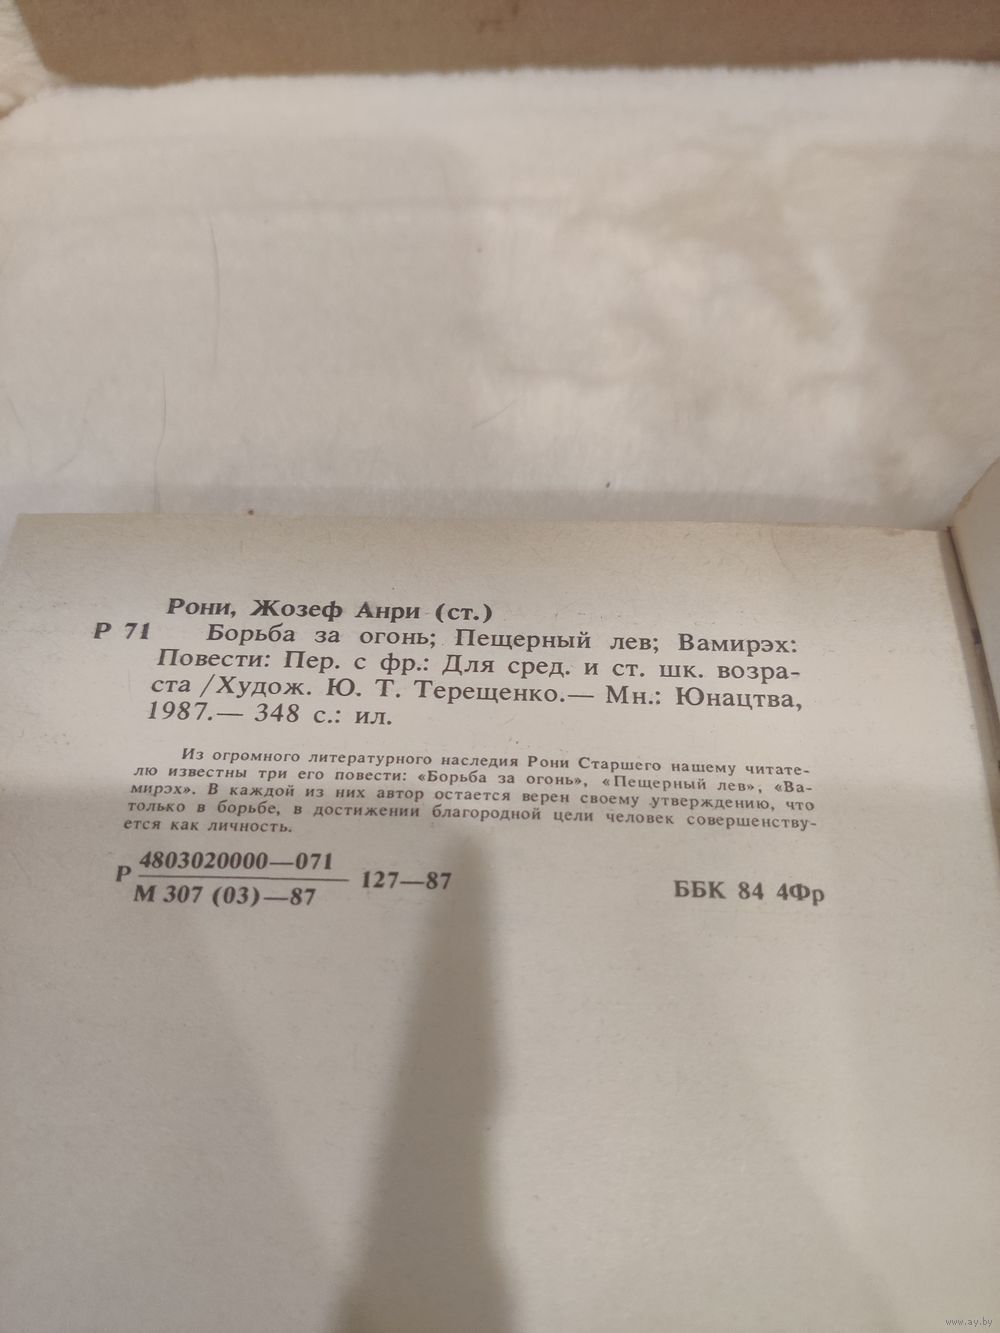 Рони, Жозеф Анри (ст.)
Р 71 Борьба за огонь; Пещерный лев; Вамирэх:
Повести: Пер. с фр.: Для сред. и ст. шк. возра-
ста /Худож. Ю. Т. Терещенко.— Мн.: Юнацтва,
1987.— 348 с.: ил.
Из огромного литературного наследия Рони Старшего нашему читате-
лю известны три его повести: «Борьба за огонь», «Пещерный лев», «Ва-
мирэх». В каждой из них автор остается верен своему утверждению, что
только в борьбе, в достижении благородной цели человек совершенству-
ется как личность.
Р 4803020000—071
М 307 (03)—87
127—87
ББК 84 4Фр
www.ay.by